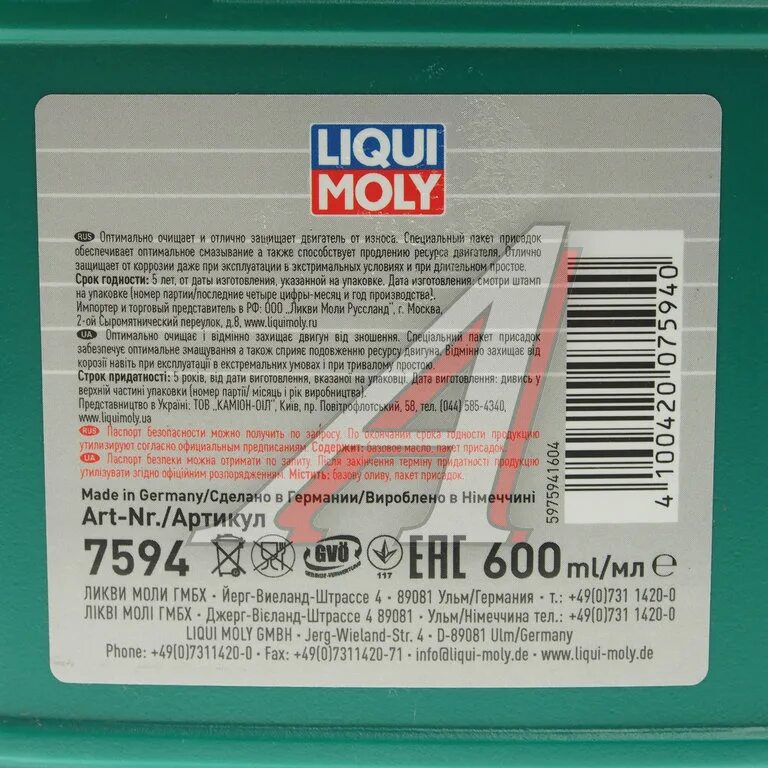 LIQUI
MOLY
RUS Оптимально очищает и отлично защищает двигатель от износа. Специальный пакет присадок
обеспечивает оптимальное смазывание а также способствует продлению ресурса двигателя. Отлично
защищает от коррозии даже при эксплуатации в экстримальных условиях и при длительном простое.
Срок годности: 5 лет, от даты изготовления, указанной на упаковке. Дата изготовления: смотри штамп
на упаковке (номер партии/последние четыре цифры-месяц и год производства).
Импортер и торговый представитель в РФ: ООО „Ликви Моли Руссланд", г. Москва,
2-ой Сыромятнический переулок, д.8, www.liquimoly.ru
UA Оптимально очищає і відмінно захищає двигун від зношення. Спеціальний пакет присадок
забезпечує оптимальне змащування а також сприяє подовженню ресурсу двигуна. Відмінно захищає від
корозії навіть при експлуатації в екстремальних умовах і при тривалому простою.
Строк придатності: 5 років, від дати виготовлення, вказаної на упаковці. Дата виготовлення: дивись у
верхній частині упаковки (номер партії/ місяць і рік виробництва).
Представництво в Україні: ТОВ „КАМІОН-ОІЛ", Київ, пр. Повітрофлотський, 58, тел. (044) 585-4340,
www.liquimoly.ua
RUS Паспорт безопасности можно получить по запросу. По окончаний срока годности продукцию
утилизируют согласно официальным предписаниям. Содержит: базовое масло, пакет присадок.
UA Паспорт безпеки можна отримати по запиту. Після закінчення терміну придатності продукцію
утилізувати згідно офіційним розпорядженням. Містить: базову оливу, пакет присадок.
Made in Germany/Сделано в Германии/Вироблено в Німеччині
Art-Nr./Артикул
7594 GVÖ 117 EAC 600 ml/мл e
ЛИКВИ МОЛИ ГМБХ · Йерг-Виеланд-Штрассе 4 · 89081 Ульм/Германия · т.: +49(0)731 1420-0
ЛІКВІ МОЛІ ГМБХ · Джерг-Вієланд-Штрассе 4 89081 · Ульм/Німеччина тел.: +49(0)731 1420-0
LIQUI MOLY GMBH · Jerg-Wieland-Str. 4 · D-89081 Ulm/Germany
Phone: +49(0)7311420-0 · Fax: +49(0)7311420-71 · info@liqui-moly.de · www.liqui-moly.de
5975941604
4 100420 075940